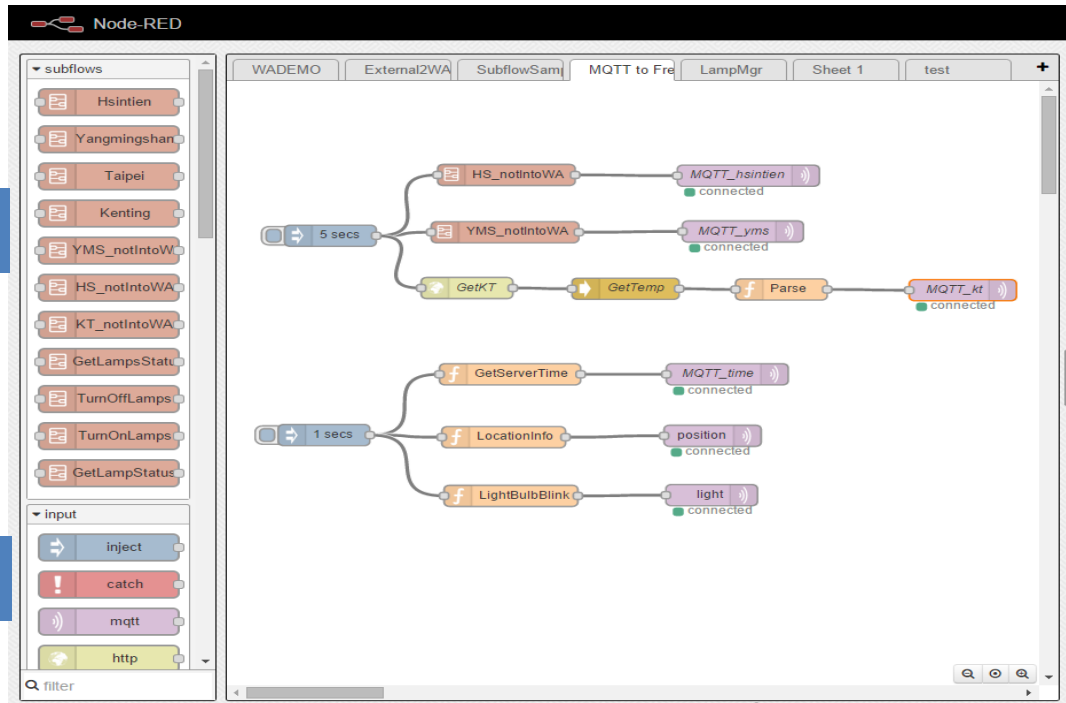 Node-RED
subflows
Hsintien
Yangmingshan
Taipei
Kenting
YMS_notIntoW
HS_notIntoWA
KT_notIntoWA
GetLampsStatu
TurnOffLamps
TurnOnLamps
GetLampStatus
input
inject
catch
mqtt
http
filter
WADEMO External2WA SubflowSam MQTT to Fre LampMgr Sheet 1 test
HS_notIntoWA MQTT_hsintien
connected
5 secs YMS_notIntoWA MQTT_yms
connected
GetKT GetTemp Parse MQTT_kt
connected
GetServerTime MQTT_time
connected
1 secs LocationInfo position
connected
LightBulbBlink light
connected